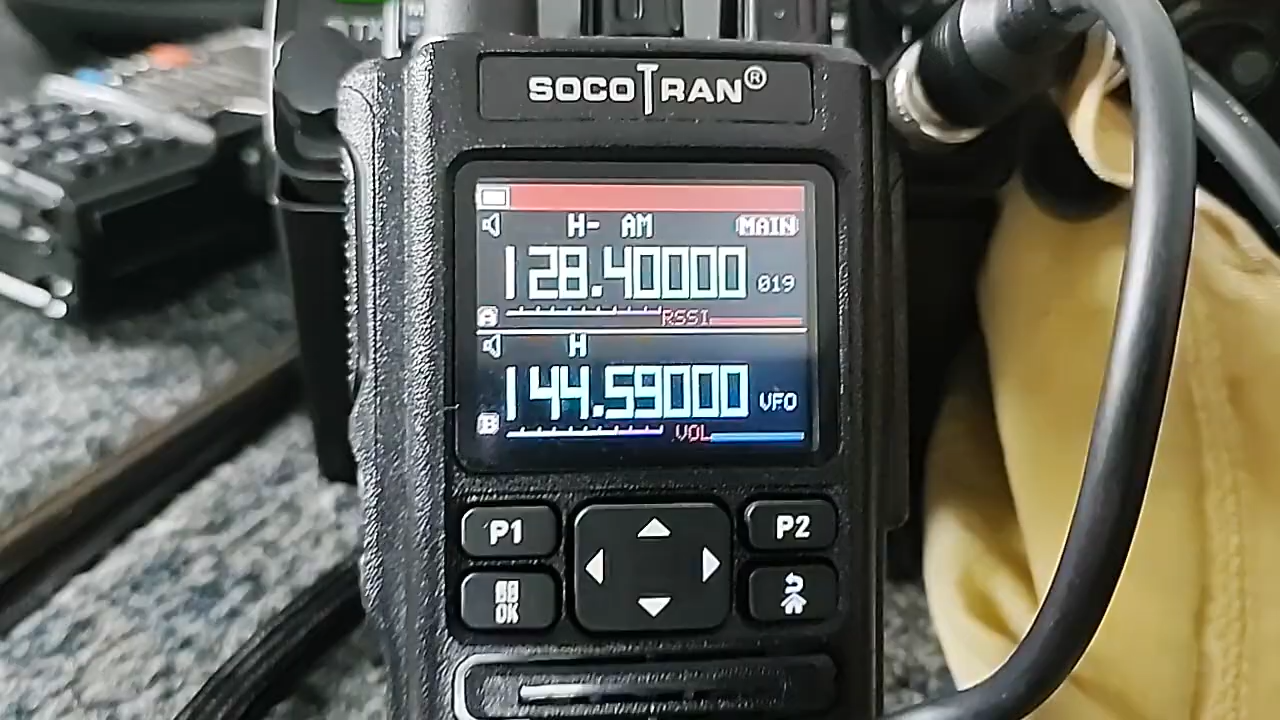 SOCOTRAN®
H- AM MAIN
128.40000 019
A RSSI
H
144.59000 VFO
B VOL
P1
P2
OK